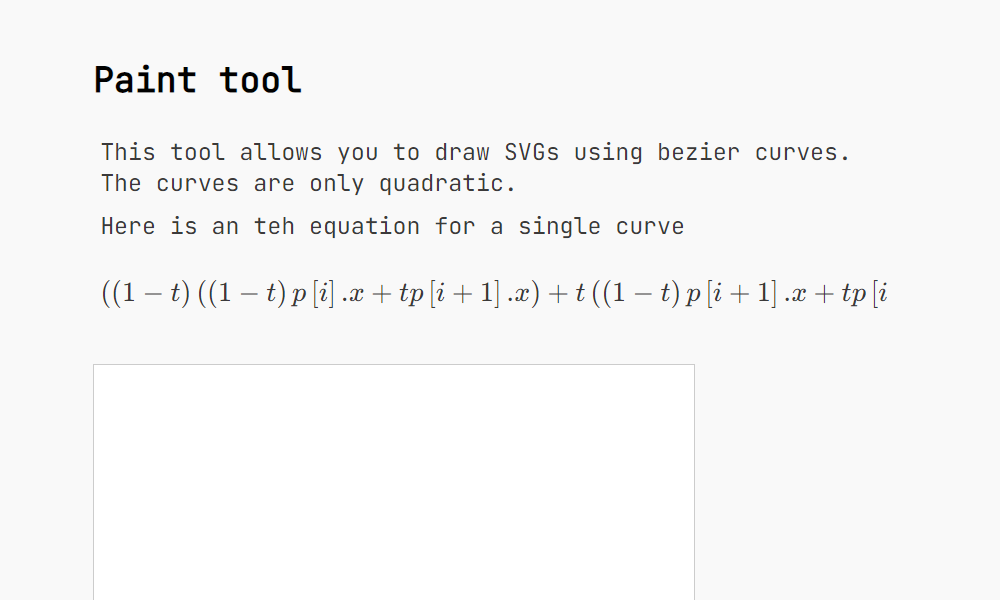 Paint tool
This tool allows you to draw SVGs using bezier curves.
The curves are only quadratic.
Here is an teh equation for a single curve
((1 − t) ((1 − t) p [i] .x + tp [i + 1] .x) + t ((1 − t) p [i + 1] .x + tp [i